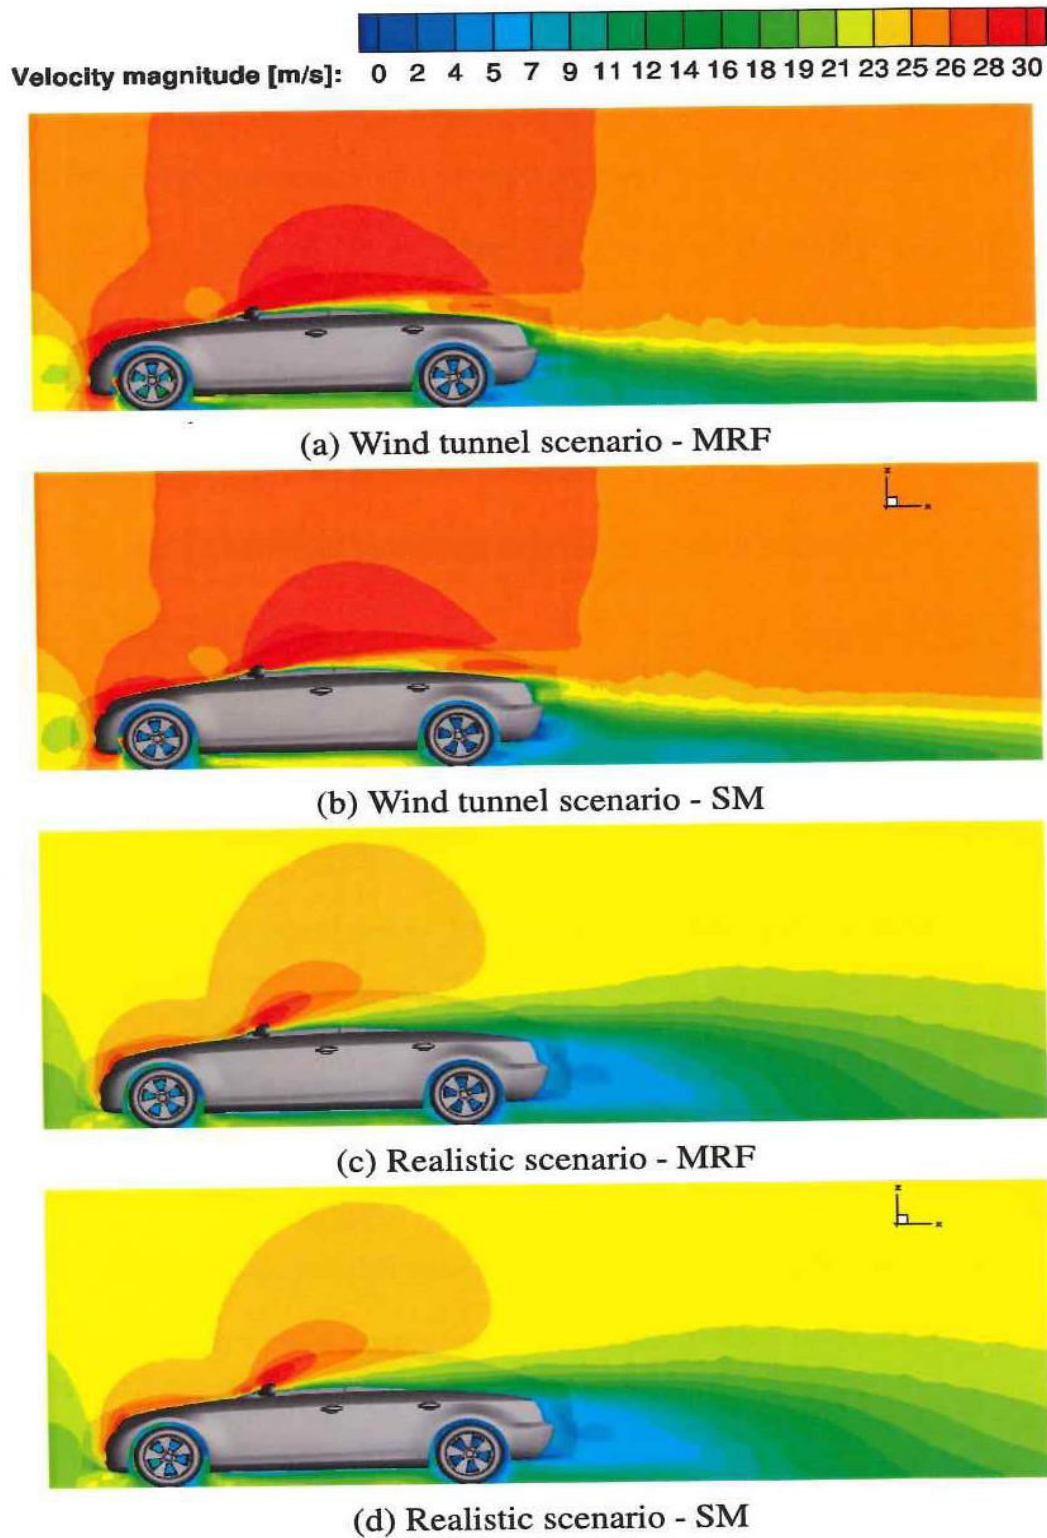 Velocity magnitude [m/s]: 0 2 4 5 7 9 11 12 14 16 18 19 21 23 25 26 28 30
(a) Wind tunnel scenario - MRF
z
x
(b) Wind tunnel scenario - SM
(c) Realistic scenario - MRF
z
x
(d) Realistic scenario - SM